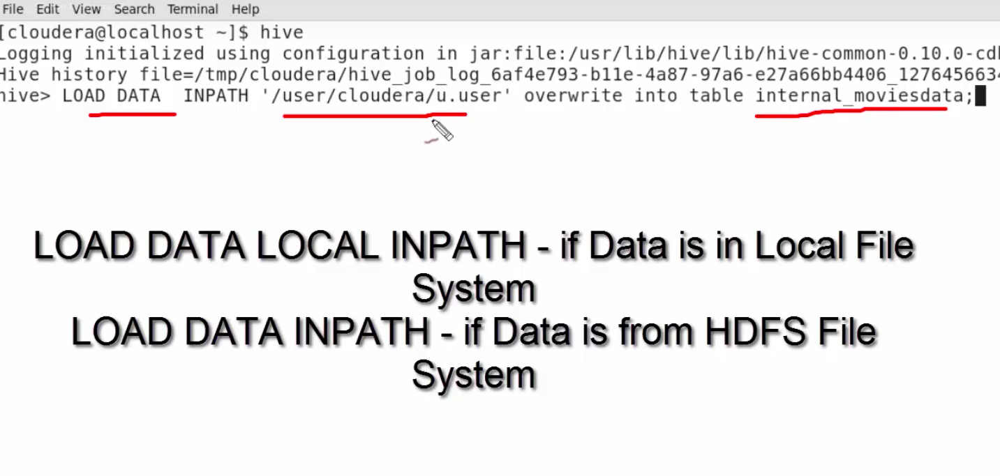 File Edit View Search Terminal Help
[cloudera@localhost ~]$ hive
Logging initialized using configuration in jar:file:/usr/lib/hive/lib/hive-common-0.10.0-cdh
Hive history file=/tmp/cloudera/hive_job_log_6af4e793-b11e-4a87-97a6-e27a66bb4406_1276456634
hive> LOAD DATA  INPATH '/user/cloudera/u.user' overwrite into table internal_moviesdata;
LOAD DATA LOCAL INPATH - if Data is in Local File
System
LOAD DATA INPATH - if Data is from HDFS File
System